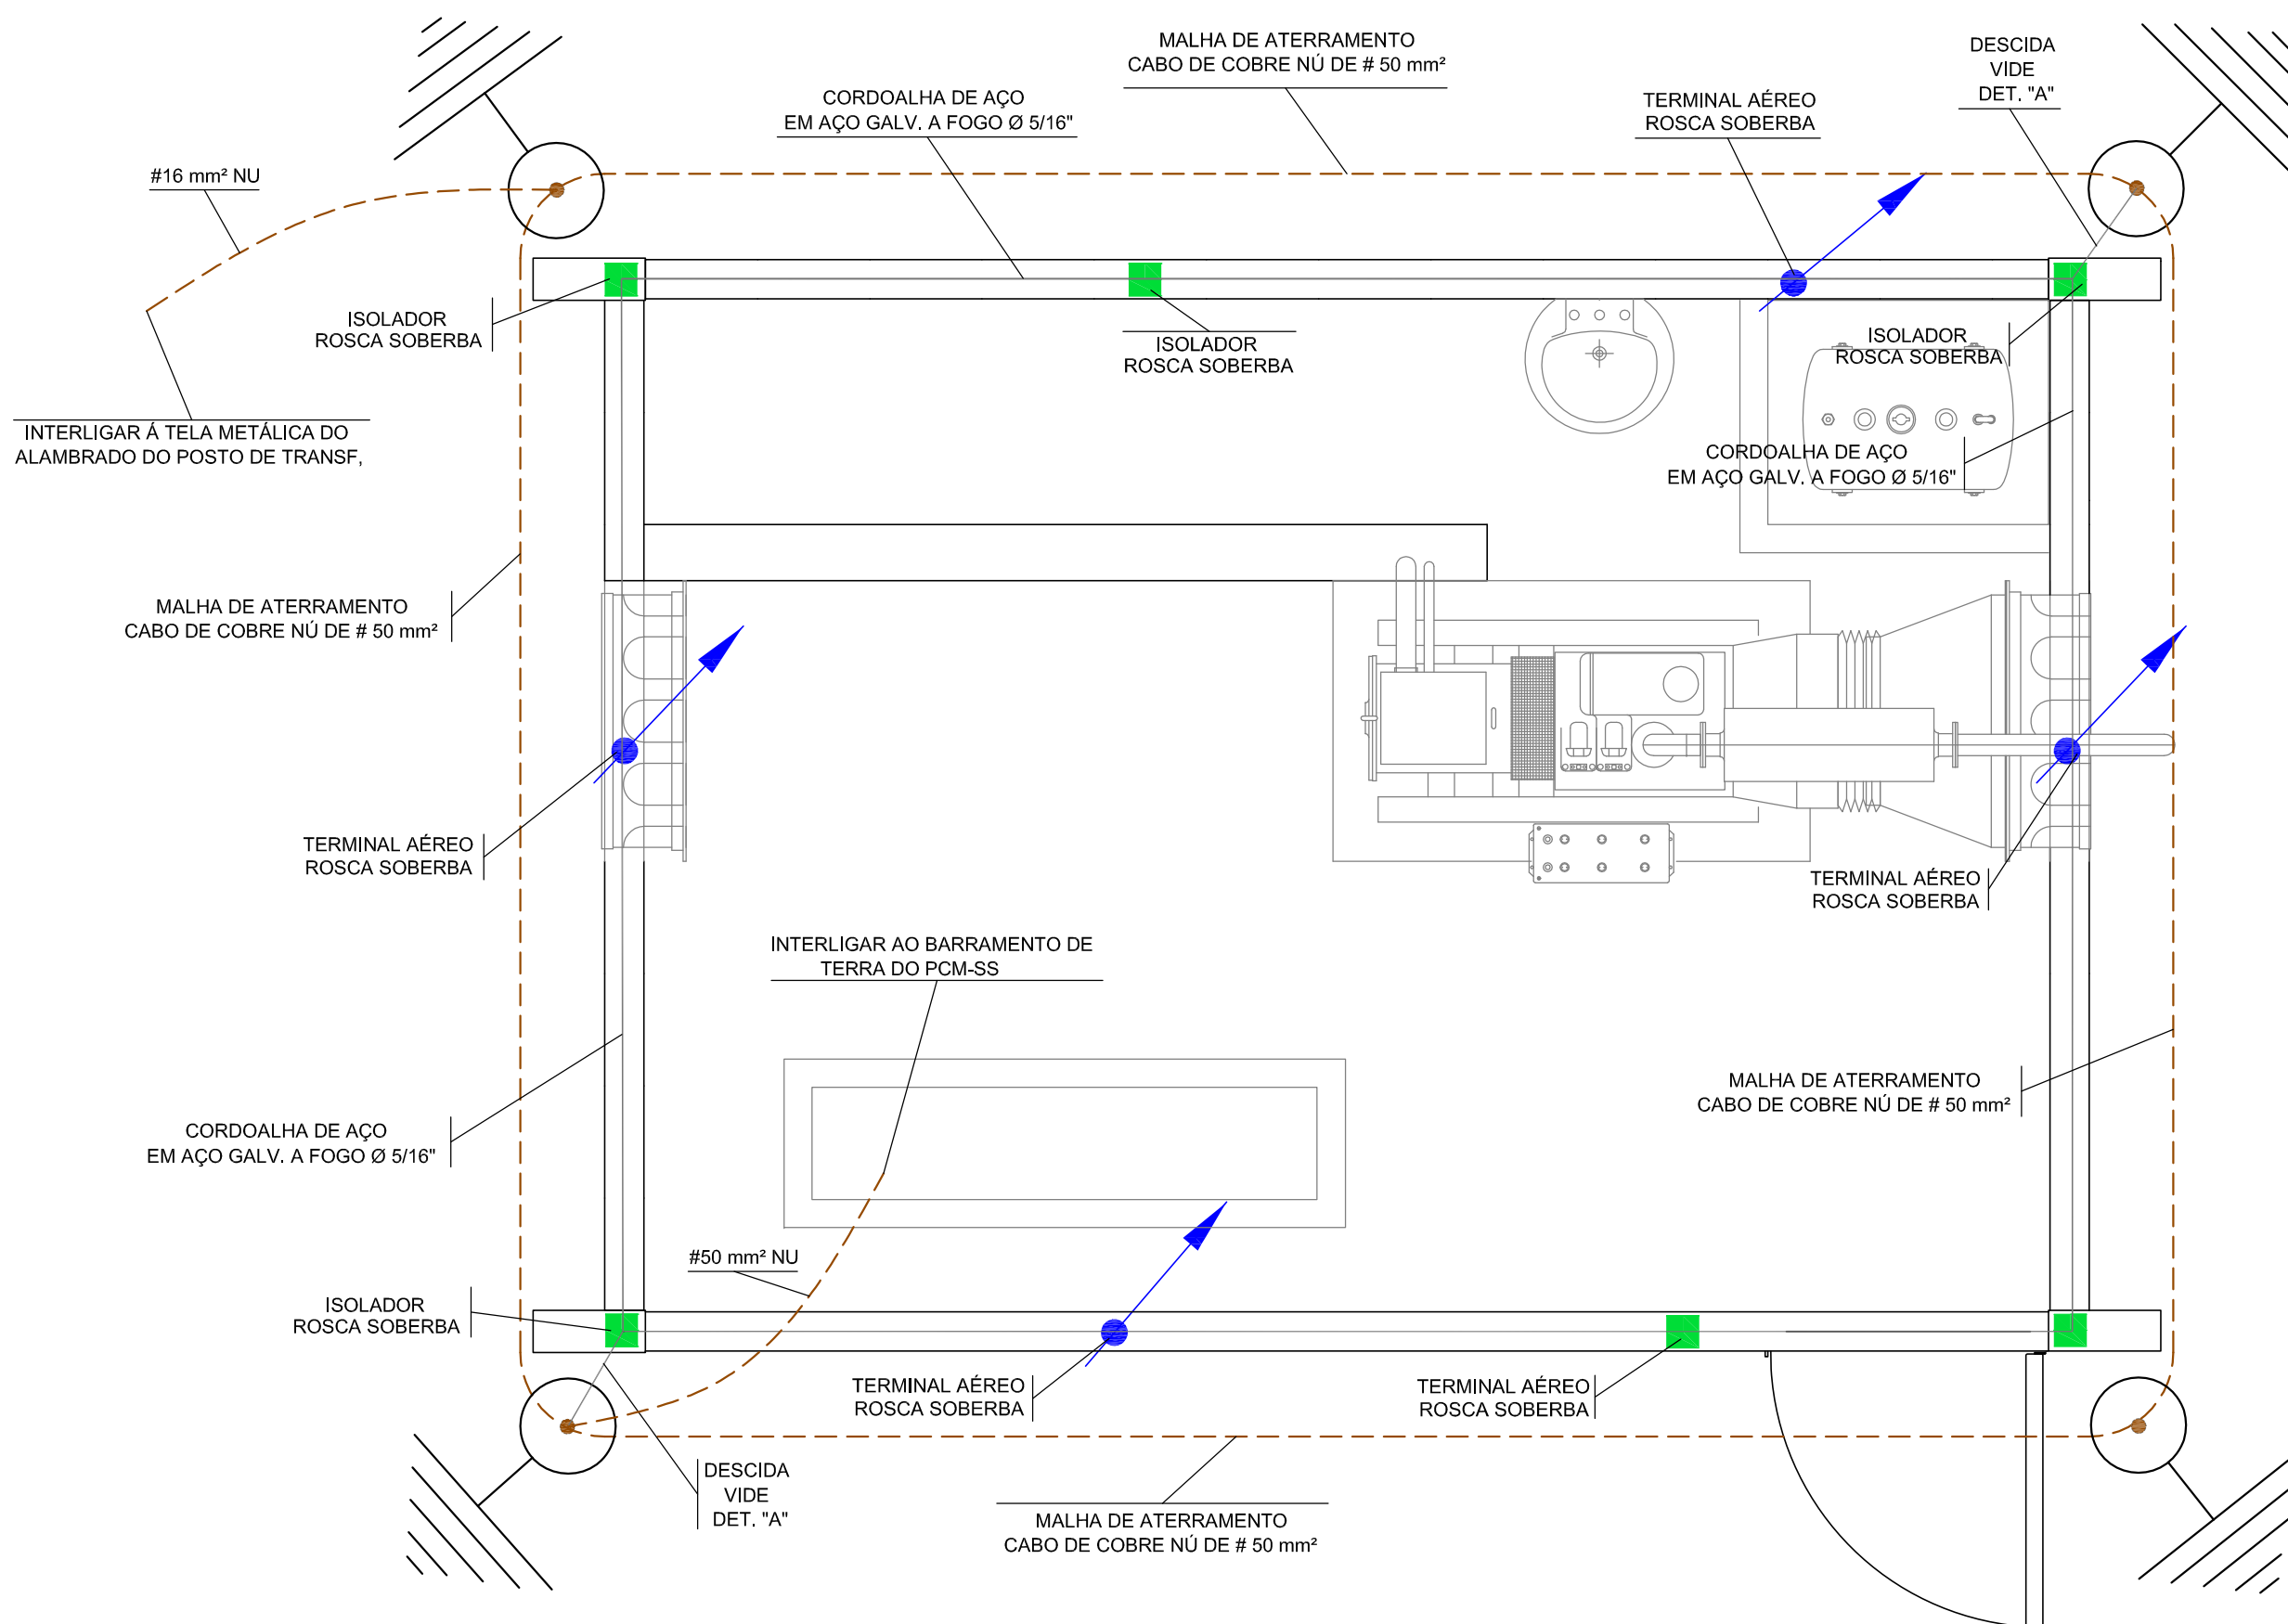 MALHA DE ATERRAMENTO
CABO DE COBRE NÚ DE # 50 mm²
DESCIDA
VIDE
DET. "A"
CORDOALHA DE AÇO
EM AÇO GALV. A FOGO Ø 5/16"
TERMINAL AÉREO
ROSCA SOBERBA
#16 mm² NU
ISOLADOR
ROSCA SOBERBA
ISOLADOR
ROSCA SOBERBA
ISOLADOR
ROSCA SOBERBA
INTERLIGAR Á TELA METÁLICA DO
ALAMBRADO DO POSTO DE TRANSF,
CORDOALHA DE AÇO
EM AÇO GALV. A FOGO Ø 5/16"
MALHA DE ATERRAMENTO
CABO DE COBRE NÚ DE # 50 mm²
TERMINAL AÉREO
ROSCA SOBERBA
TERMINAL AÉREO
ROSCA SOBERBA
INTERLIGAR AO BARRAMENTO DE
TERRA DO PCM-SS
MALHA DE ATERRAMENTO
CABO DE COBRE NÚ DE # 50 mm²
CORDOALHA DE AÇO
EM AÇO GALV. A FOGO Ø 5/16"
#50 mm² NU
ISOLADOR
ROSCA SOBERBA
TERMINAL AÉREO
ROSCA SOBERBA
TERMINAL AÉREO
ROSCA SOBERBA
DESCIDA
VIDE
DET. "A"
MALHA DE ATERRAMENTO
CABO DE COBRE NÚ DE # 50 mm²